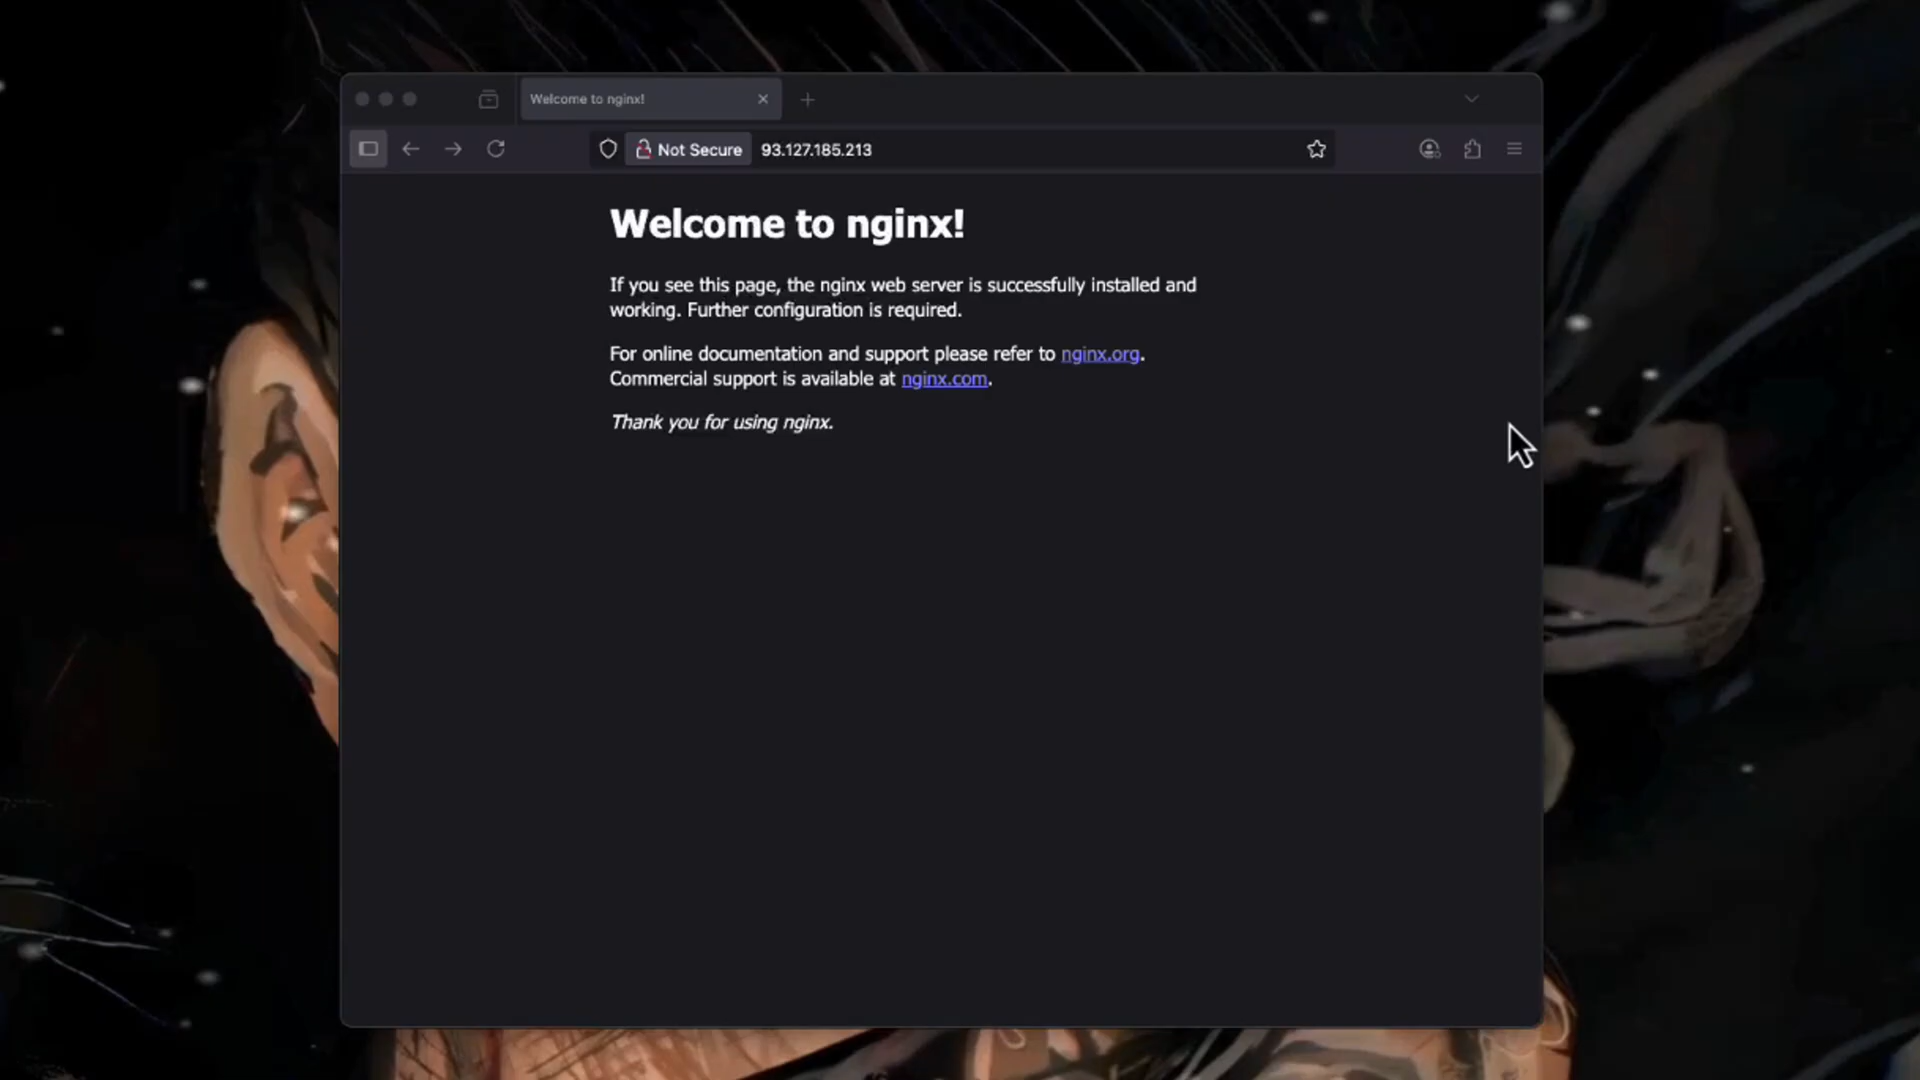 Welcome to nginx!
Not Secure 93.127.185.213
Welcome to nginx!
If you see this page, the nginx web server is successfully installed and
working. Further configuration is required.
For online documentation and support please refer to nginx.org.
Commercial support is available at nginx.com.
Thank you for using nginx.